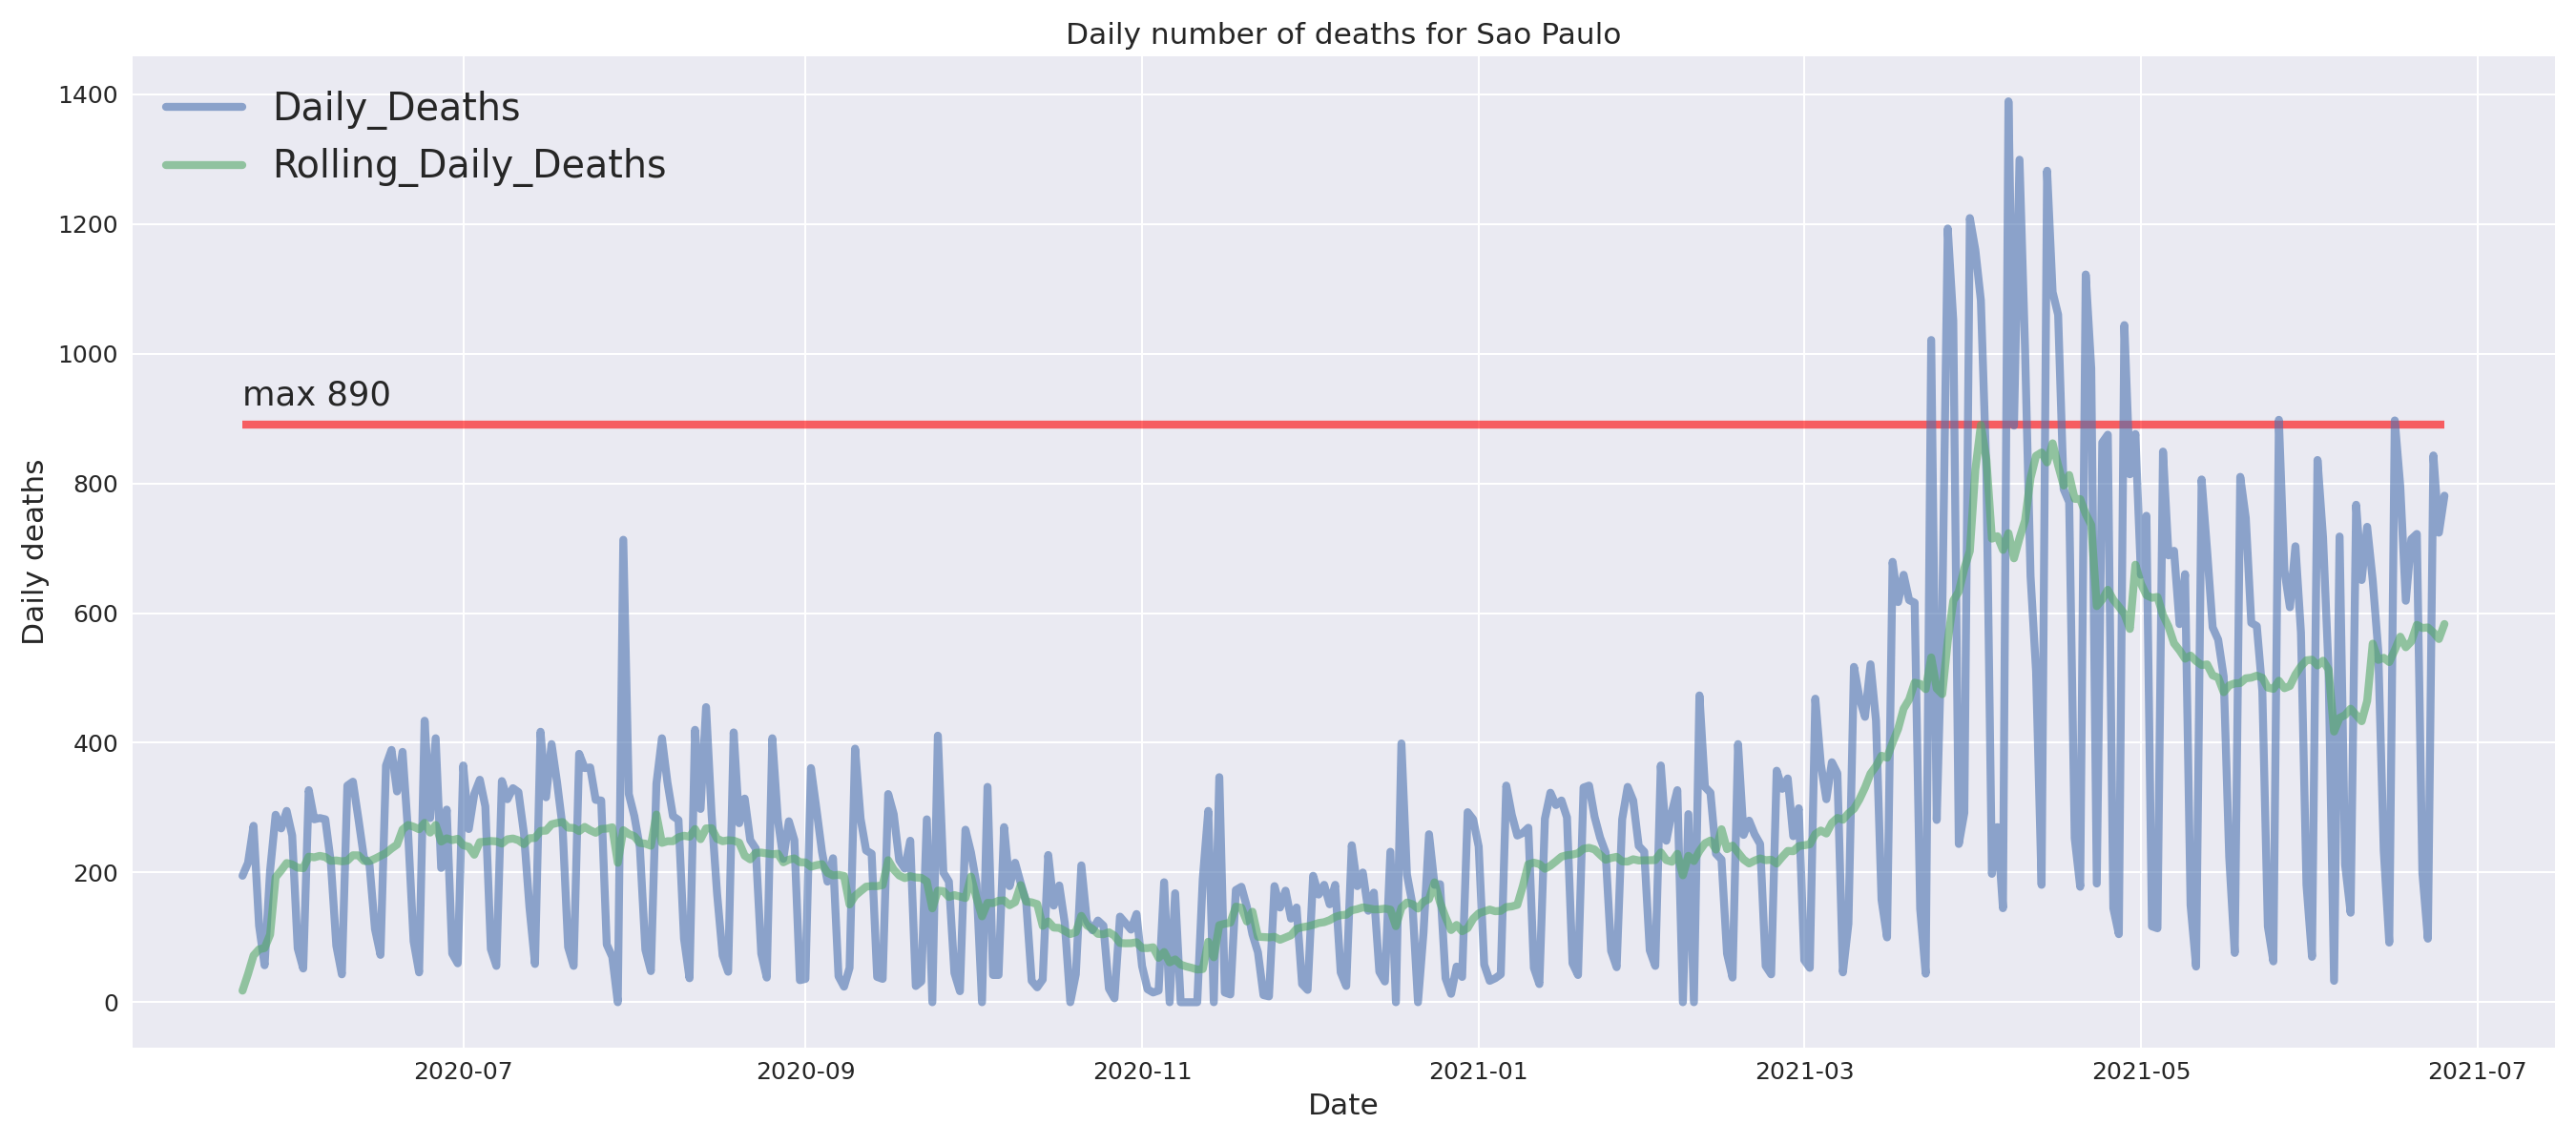 Daily number of deaths for Sao Paulo
1400
1200
1000
800
600
400
200
0
Daily deaths
Daily_Deaths
Rolling_Daily_Deaths
max 890
2020-07
2020-09
2020-11
2021-01
2021-03
2021-05
2021-07
Date